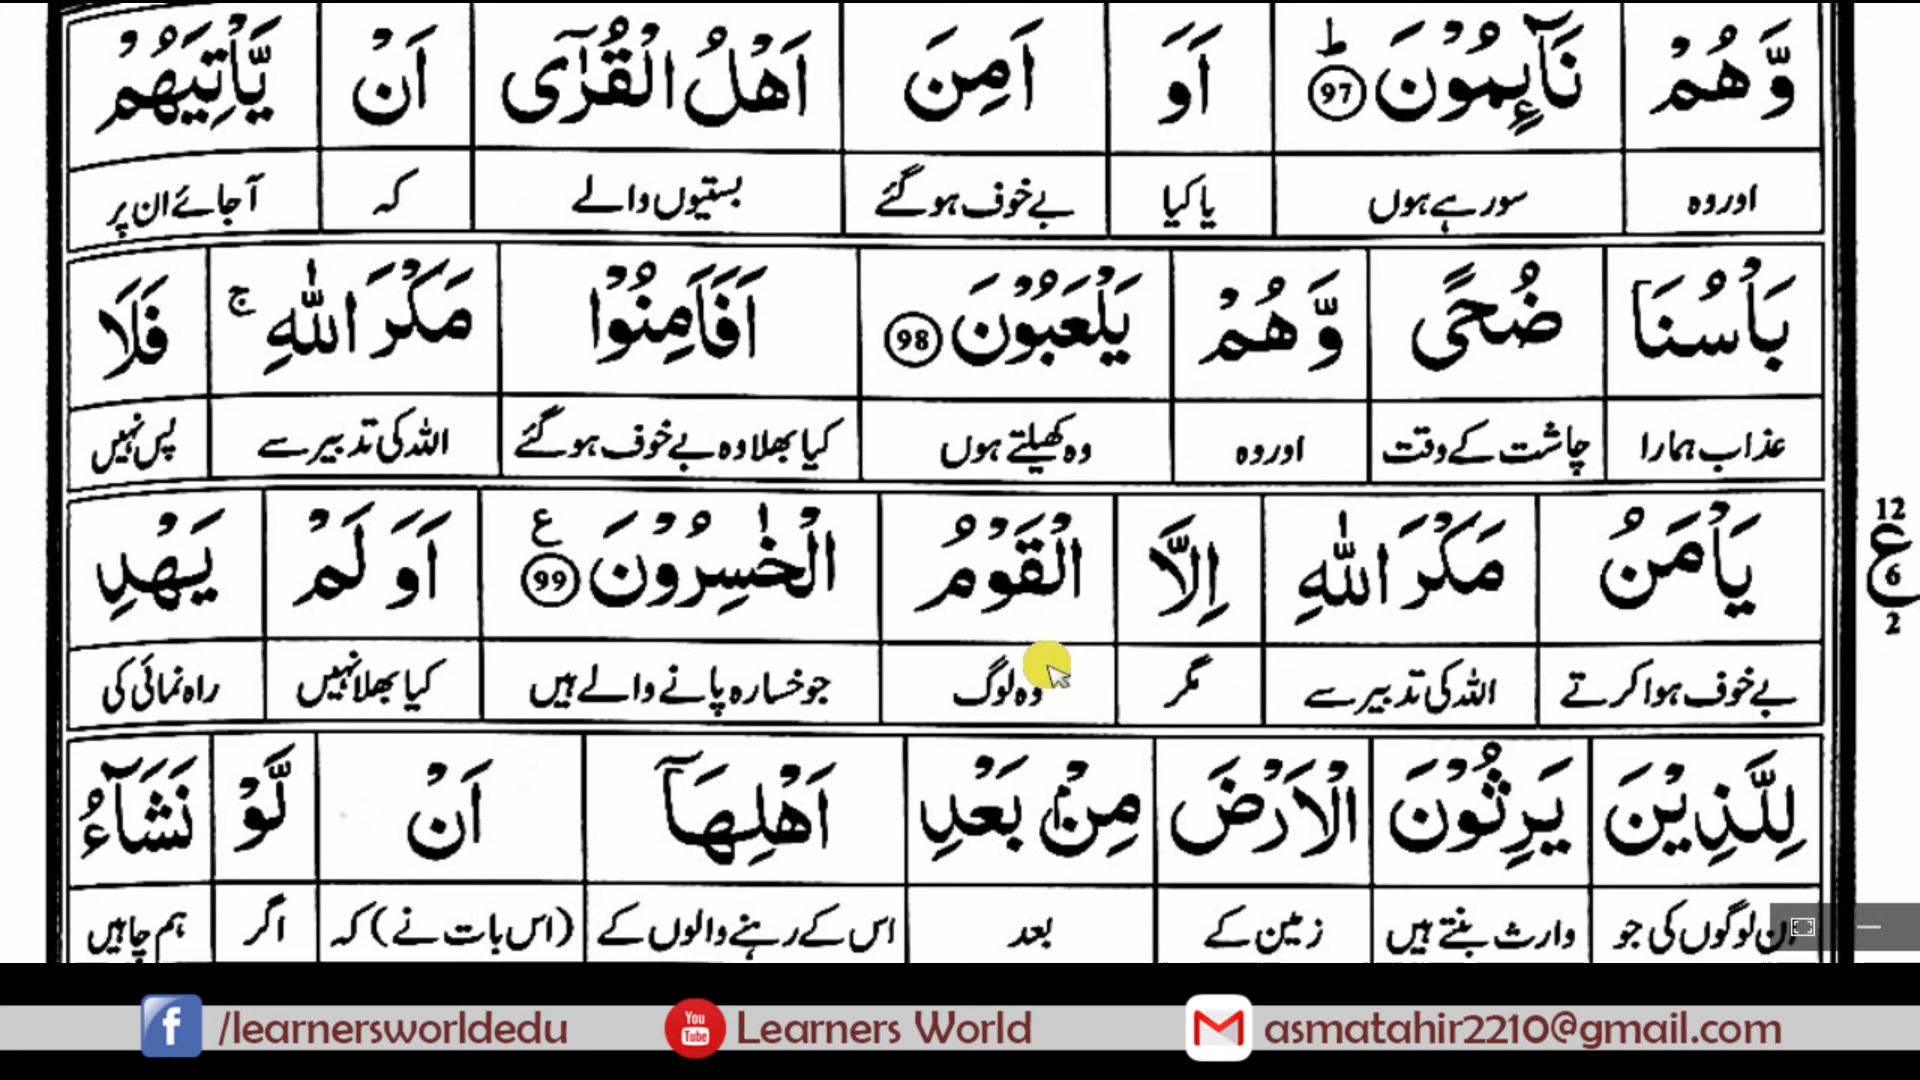 وَّ هُمْ نَآئِمُوْنَ ؕ 97 اَوَ اَمِنَ اَهْلُ الْقُرٰٓى اَنْ يَّاْتِيَهُمْ
اور وہ سو رہے ہوں یا کیا بے خوف ہو گئے بستیوں والے کہ آ جائے ان پر
بَاْسُنَا ضُحًى وَّ هُمْ يَلْعَبُوْنَ 98 اَفَاَمِنُوْا مَكْرَ اللّٰهِ ۚ فَلَا
عذاب ہمارا چاشت کے وقت اور وہ وہ کھیلتے ہوں کیا بھلا وہ بے خوف ہو گئے اللہ کی تدبیر سے پس نہیں
يَاْمَنُ مَكْرَ اللّٰهِ اِلَّا الْقَوْمُ الْخٰسِرُوْنَ ع 99 اَوَ لَمْ يَهْدِ
12 ع 6 2
بے خوف ہوا کرتے اللہ کی تدبیر سے مگر وہ لوگ جو خسارہ پانے والے ہیں کیا بھلا نہیں راہ نمائی کی
لِلَّذِيْنَ يَرِثُوْنَ الْاَرْضَ مِنْۢ بَعْدِ اَهْلِهَآ اَنْ لَّوْ نَشَآءُ
ان لوگوں کی جو وارث بنتے ہیں زمین کے بعد اس کے رہنے والوں کے (اس بات نے) کہ اگر ہم چاہیں
/learnersworldedu You Tube Learners World asmatahir2210@gmail.com